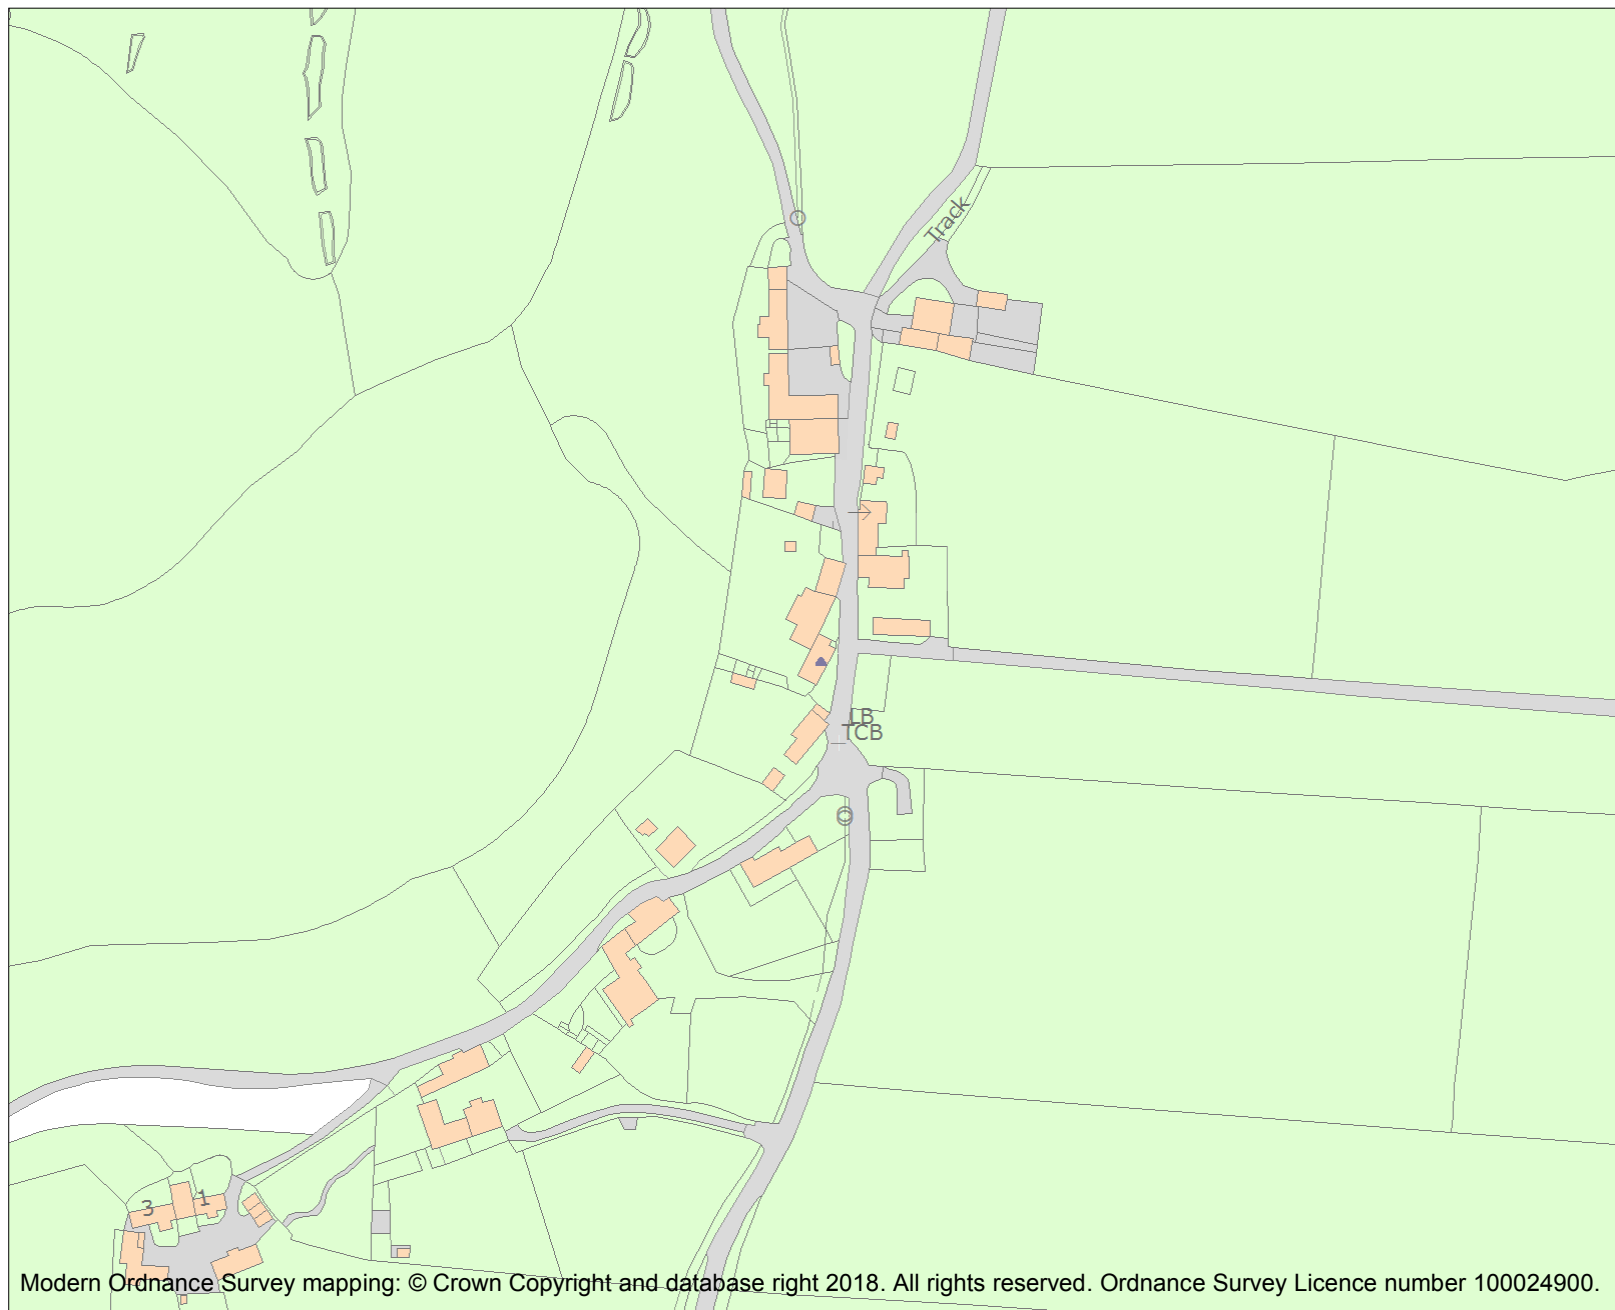 Track
LB
TCB
3
1
Modern Ordnance Survey mapping: © Crown Copyright and database right 2018. All rights reserved. Ordnance Survey Licence number 100024900.